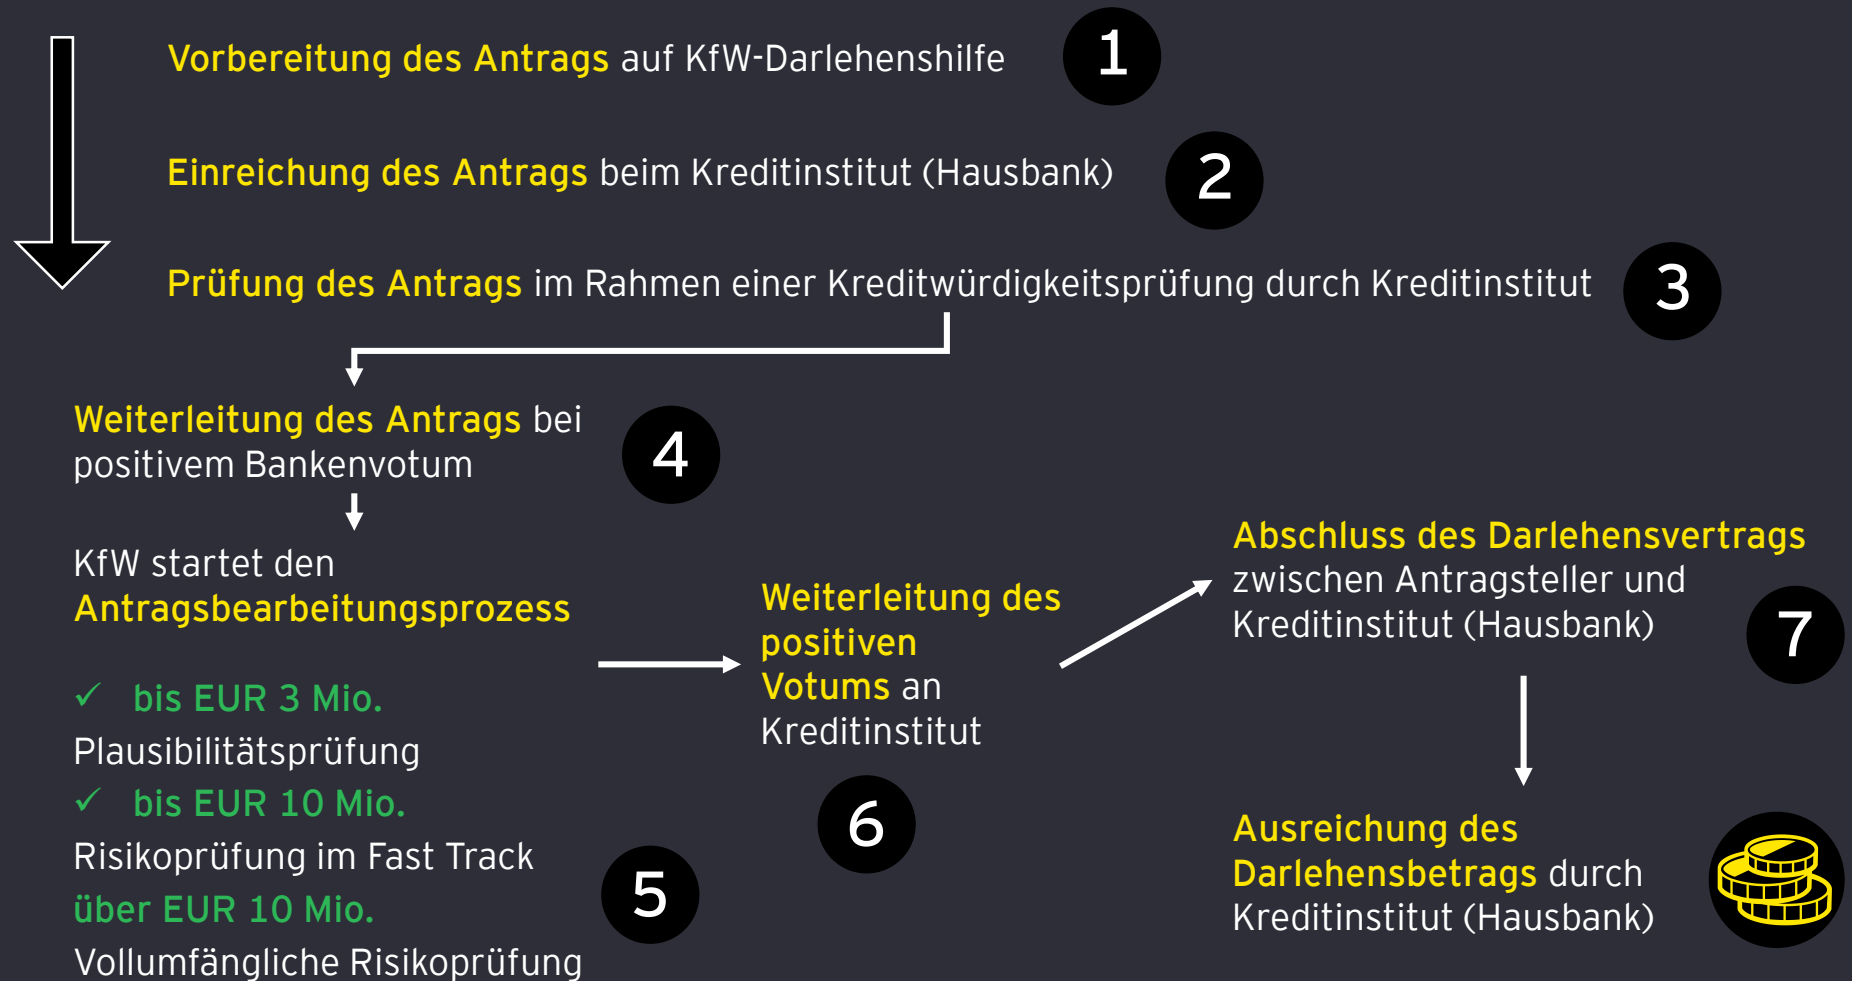 Vorbereitung des Antrags auf KfW-Darlehenshilfe
1
Einreichung des Antrags beim Kreditinstitut (Hausbank)
2
Prüfung des Antrags im Rahmen einer Kreditwürdigkeitsprüfung durch Kreditinstitut
3
Weiterleitung des Antrags bei
positivem Bankenvotum
4
KfW startet den
Antragsbearbeitungsprozess
✓ bis EUR 3 Mio.
Plausibilitätsprüfung
✓ bis EUR 10 Mio.
Risikoprüfung im Fast Track
über EUR 10 Mio.
Vollumfängliche Risikoprüfung
5
Weiterleitung des
positiven
Votums an
Kreditinstitut
6
Abschluss des Darlehensvertrags
zwischen Antragsteller und
Kreditinstitut (Hausbank)
7
Ausreichung des
Darlehensbetrags durch
Kreditinstitut (Hausbank)